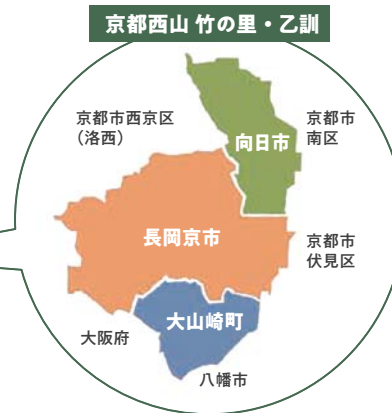 京都西山 竹の里・乙訓
京都市西京区
（洛西）
京都市
南区
向日市
長岡京市
京都市
伏見区
大山崎町
大阪府
八幡市